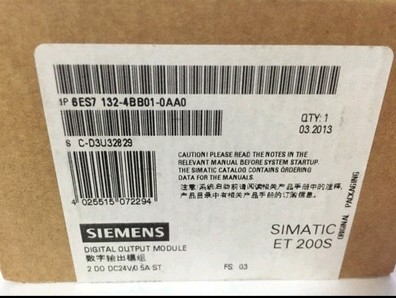 1P 6ES7 132-4BB01-0AA0
QTY: 1
03.2013
S C-D3U32829
CAUTION! PLEASE READ THE NOTES IN THE
RELEVANT MANUAL BEFORE SYSTEM STARTUP.
THE SIMATIC CATALOG CONTAINS ORDERING
DATA FOR THE MANUALS.
注意:系统启动前请阅读相关产品手册中的注释,
产品目录中有相关产品手册的订购信息。
4 025515 072294
SIEMENS
SIMATIC
ET 200S
ORIGINAL PACKAGING
DIGITAL OUTPUT MODULE
数字输出模组
2 DO DC24V/0.5A ST
FS: 03